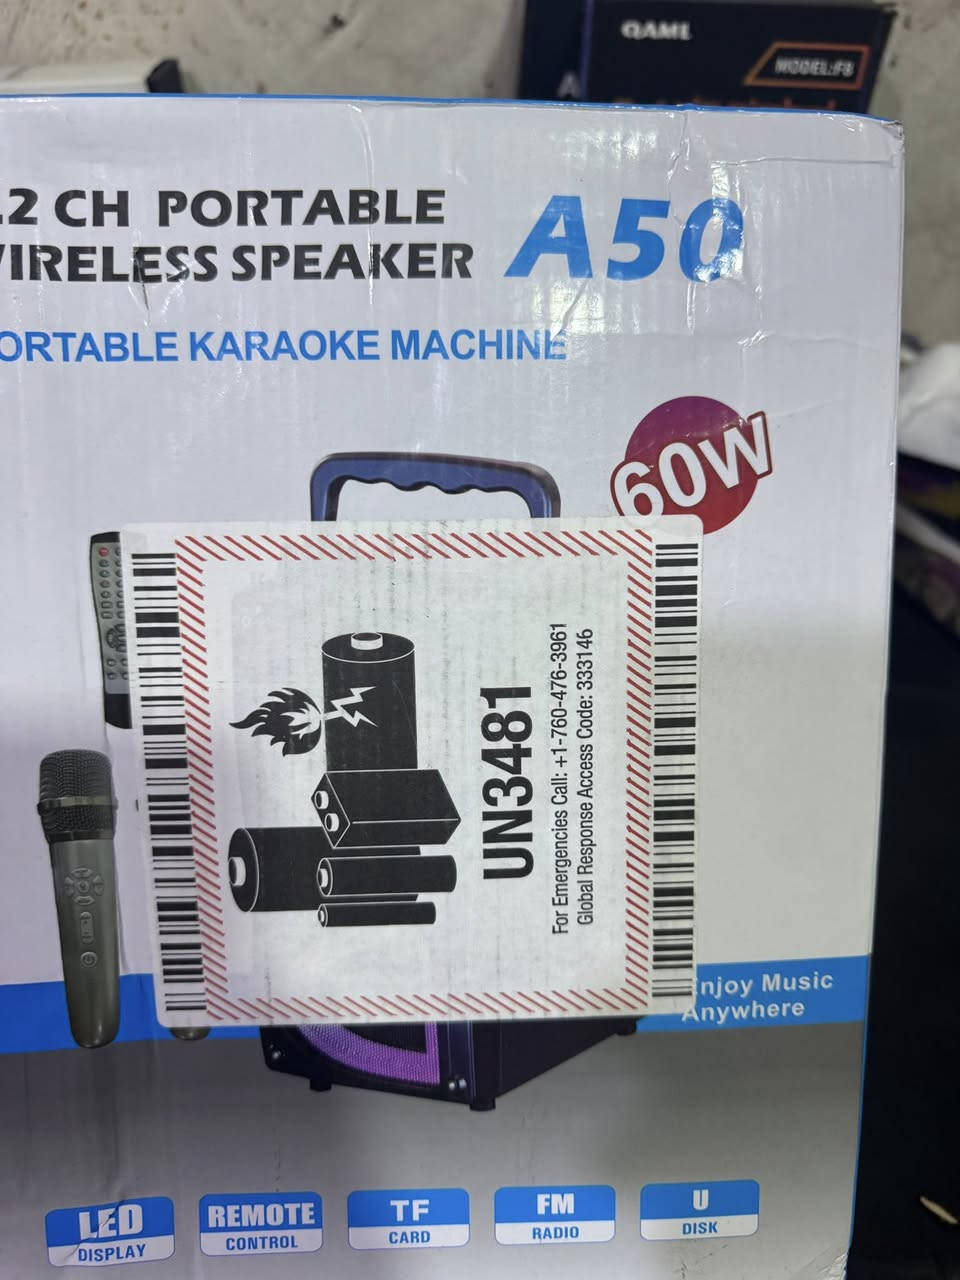 QAML
MODEL:F8
.2 CH PORTABLE
WIRELESS SPEAKER
A50
PORTABLE KARAOKE MACHINE
60W
UN3481
For Emergencies Call: +1-760-476-3961
Global Response Access Code: 333146
Enjoy Music
Anywhere
LED
DISPLAY
REMOTE
CONTROL
TF
CARD
FM
RADIO
U
DISK